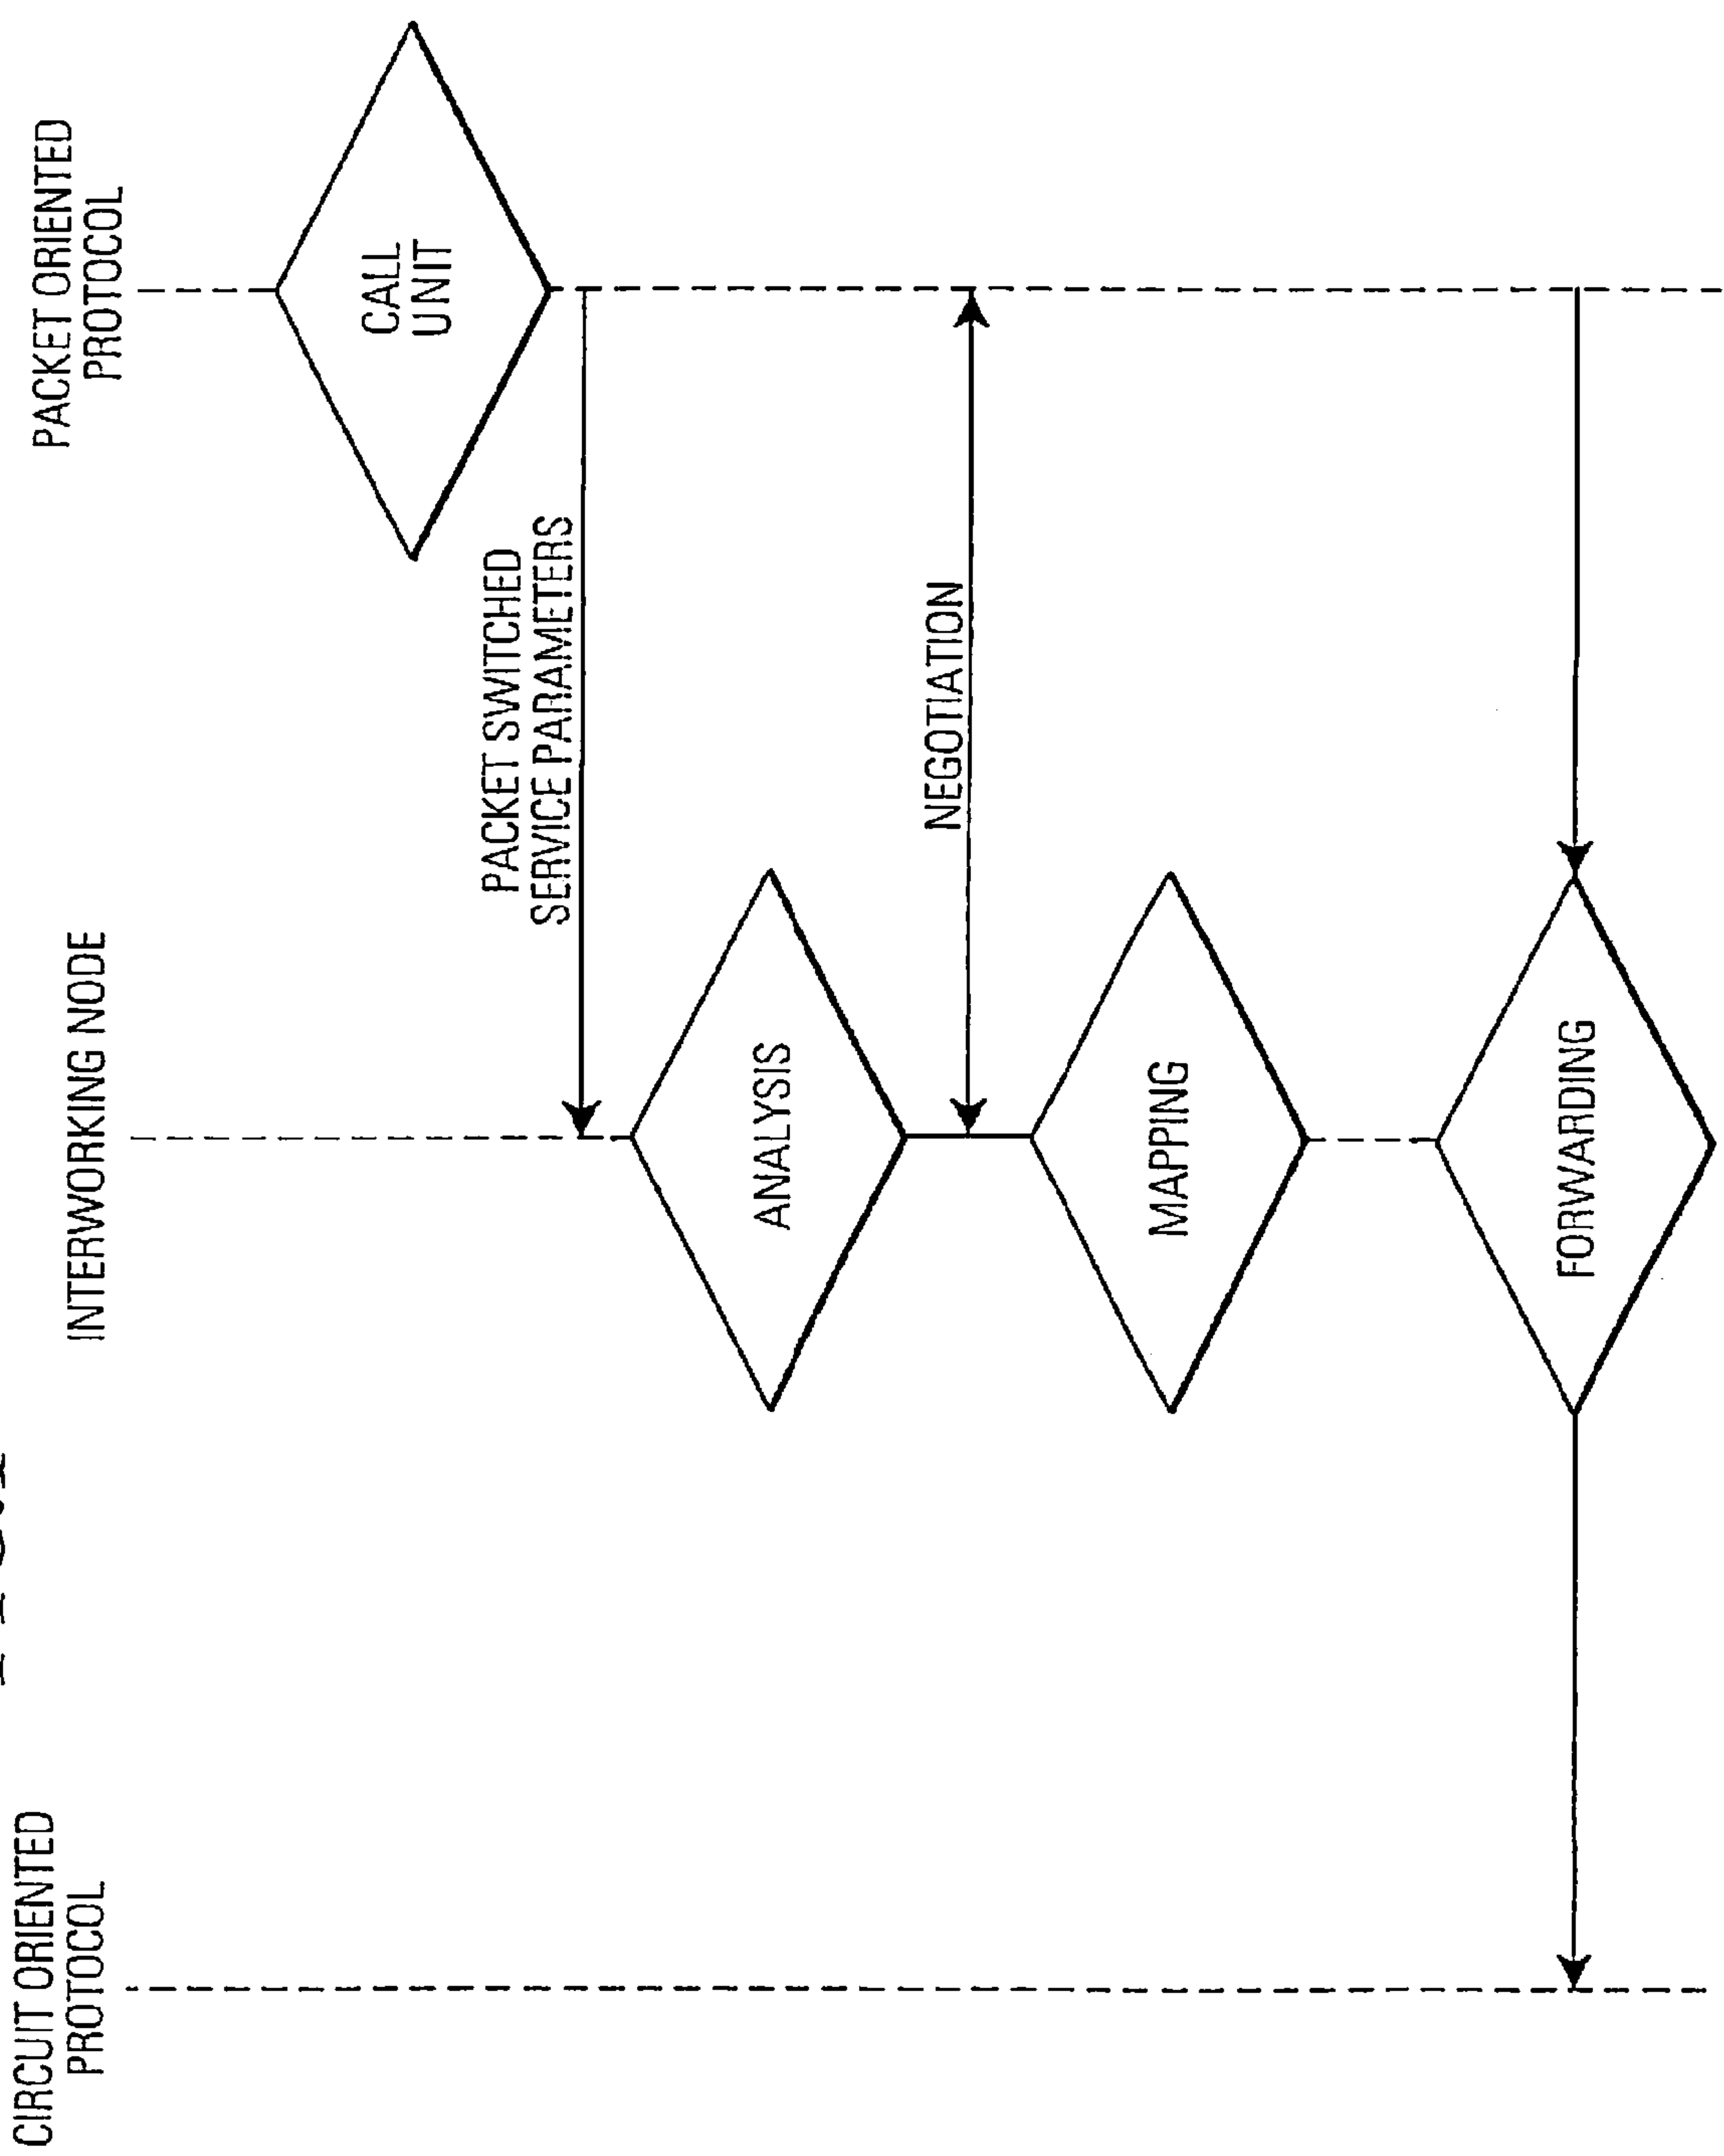 CIRCUIT ORIENTED
PROTOCOL
INTERWORKING NODE
PACKET ORIENTED
PROTOCOL
CALL
UNIT
PACKET SWITCHED
SERVICE PARAMETERS
ANALYSIS
NEGOTIATION
MAPPING
FORWARDING